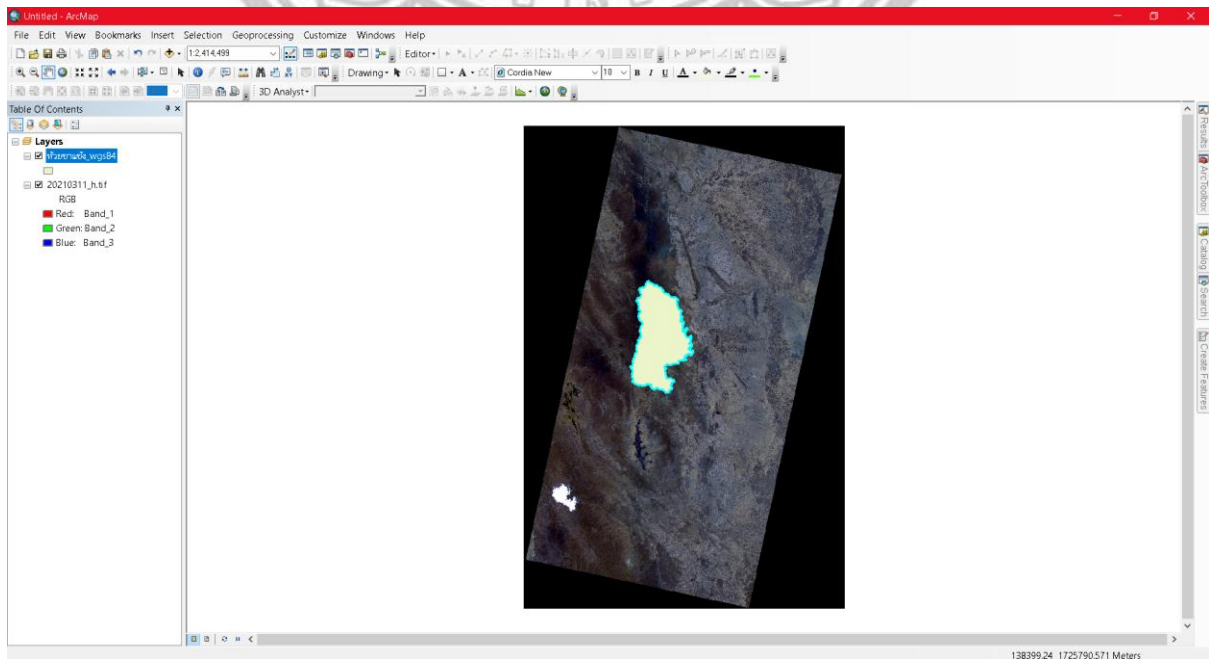 Untitled - ArcMap
File Edit View Bookmarks Insert Selection Geoprocessing Customize Windows Help
1:2,414,499 Editor
Drawing A Cordia New 10 B I U A
3D Analyst
Table Of Contents
Layers
ห้วยขาแข้ง_wgs84
20210311_h.tif
RGB
Red: Band_1
Green: Band_2
Blue: Band_3
Results
ArcToolbox
Catalog
Search
Create Features
138399.24 1725790.571 Meters